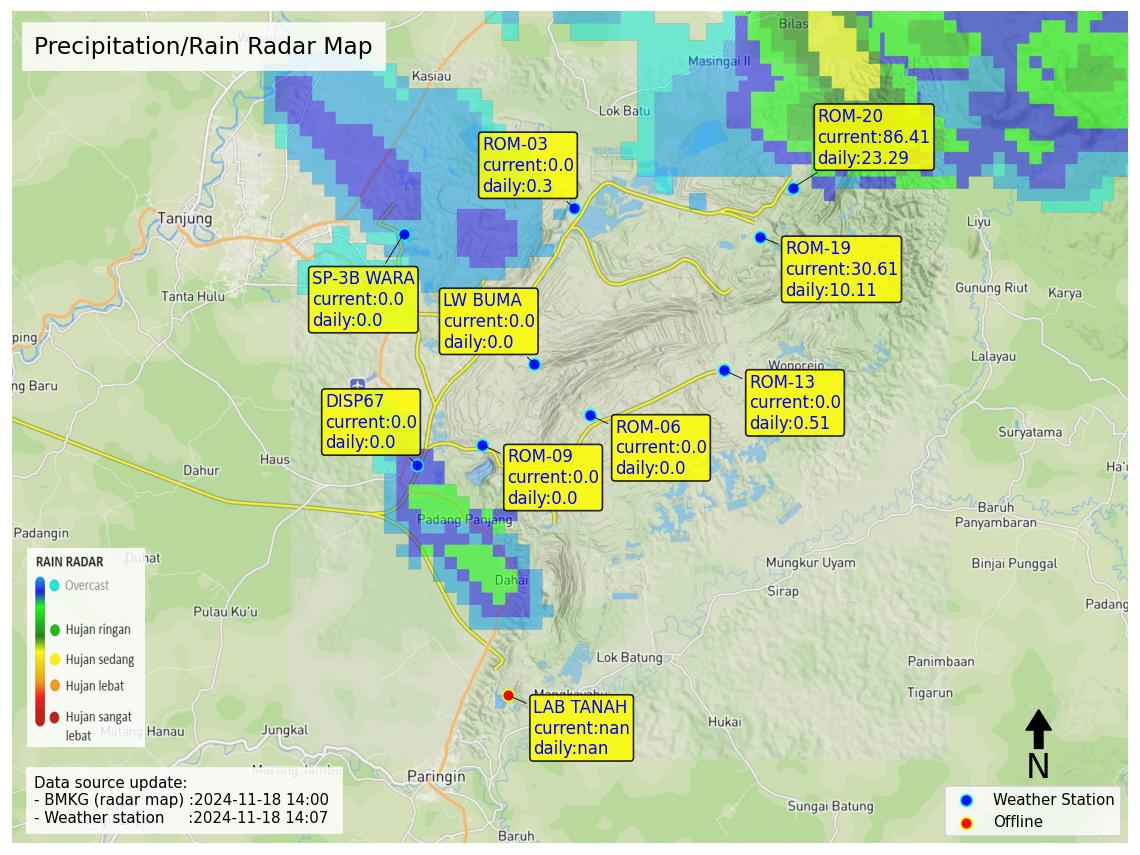 Precipitation/Rain Radar Map
Bilas
Masingai II
Kasiau
Lok Batu
ROM-20
current:86.41
daily:23.29
ROM-03
current:0.0
daily:0.3
Tanjung
Liyu
ROM-19
current:30.61
daily:10.11
SP-3B WARA
current:0.0
daily:0.0
Tanta Hulu
LW BUMA
current:0.0
daily:0.0
Gunung Riut
Karya
ping
Lalayau
ng Baru
Wonorejo
ROM-13
current:0.0
daily:0.51
DISP67
current:0.0
daily:0.0
ROM-06
current:0.0
daily:0.0
Suryatama
Haus
Dahur
ROM-09
current:0.0
daily:0.0
Ha'u
Baruh
Panyambaran
Padang Panjang
Padangin
Duhat
Mungkur Uyam
Binjai Punggal
RAIN RADAR
Overcast
Hujan ringan
Hujan sedang
Hujan lebat
Hujan sangat
lebat
Dahai
Sirap
Padang
Pulau Ku'u
Lok Batung
Panimbaan
Tigarun
Mangkayahu
LAB TANAH
current:nan
daily:nan
Hukai
Matang Hanau
Jungkal
Murung Jambu
Paringin
N
Data source update:
- BMKG (radar map) :2024-11-18 14:00
- Weather station :2024-11-18 14:07
Sungai Batung
Baruh
Weather Station
Offline